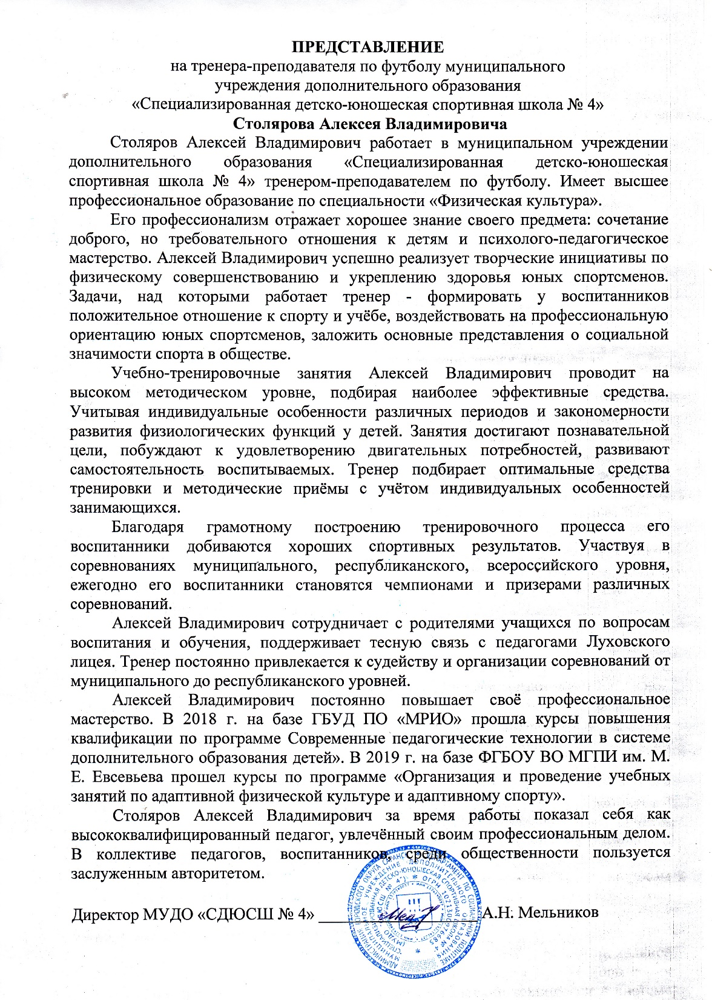 ПРЕДСТАВЛЕНИЕ
на тренера-преподавателя по футболу муниципального
учреждения дополнительного образования
«Специализированная детско-юношеская спортивная школа № 4»
Столярова Алексея Владимировича
Столяров Алексей Владимирович работает в муниципальном учреждении
дополнительного образования «Специализированная детско-юношеская
спортивная школа № 4» тренером-преподавателем по футболу. Имеет высшее
профессиональное образование по специальности «Физическая культура».
Его профессионализм отражает хорошее знание своего предмета: сочетание
доброго, но требовательного отношения к детям и психолого-педагогическое
мастерство. Алексей Владимирович успешно реализует творческие инициативы по
физическому совершенствованию и укреплению здоровья юных спортсменов.
Задачи, над которыми работает тренер - формировать у воспитанников
положительное отношение к спорту и учёбе, воздействовать на профессиональную
ориентацию юных спортсменов, заложить основные представления о социальной
значимости спорта в обществе.
Учебно-тренировочные занятия Алексей Владимирович проводит на
высоком методическом уровне, подбирая наиболее эффективные средства.
Учитывая индивидуальные особенности различных периодов и закономерности
развития физиологических функций у детей. Занятия достигают познавательной
цели, побуждают к удовлетворению двигательных потребностей, развивают
самостоятельность воспитываемых. Тренер подбирает оптимальные средства
тренировки и методические приёмы с учётом индивидуальных особенностей
занимающихся.
Благодаря грамотному построению тренировочного процесса его
воспитанники добиваются хороших спортивных результатов. Участвуя в
соревнованиях муниципального, республиканского, всероссийского уровня,
ежегодно его воспитанники становятся чемпионами и призерами различных
соревнований.
Алексей Владимирович сотрудничает с родителями учащихся по вопросам
воспитания и обучения, поддерживает тесную связь с педагогами Луховского
лицея. Тренер постоянно привлекается к судейству и организации соревнований от
муниципального до республиканского уровней.
Алексей Владимирович постоянно повышает своё профессиональное
мастерство. В 2018 г. на базе ГБУД ПО «МРИО» прошла курсы повышения
квалификации по программе Современные педагогические технологии в системе
дополнительного образования детей». В 2019 г. на базе ФГБОУ ВО МГПИ им. М.
Е. Евсевьева прошел курсы по программе «Организация и проведение учебных
занятий по адаптивной физической культуре и адаптивному спорту».
Столяров Алексей Владимирович за время работы показал себя как
высококвалифицированный педагог, увлечённый своим профессиональным делом.
В коллективе педагогов, воспитанников, среди общественности пользуется
заслуженным авторитетом.
Директор МУДО «СДЮСШ № 4» А.Н. Мельников